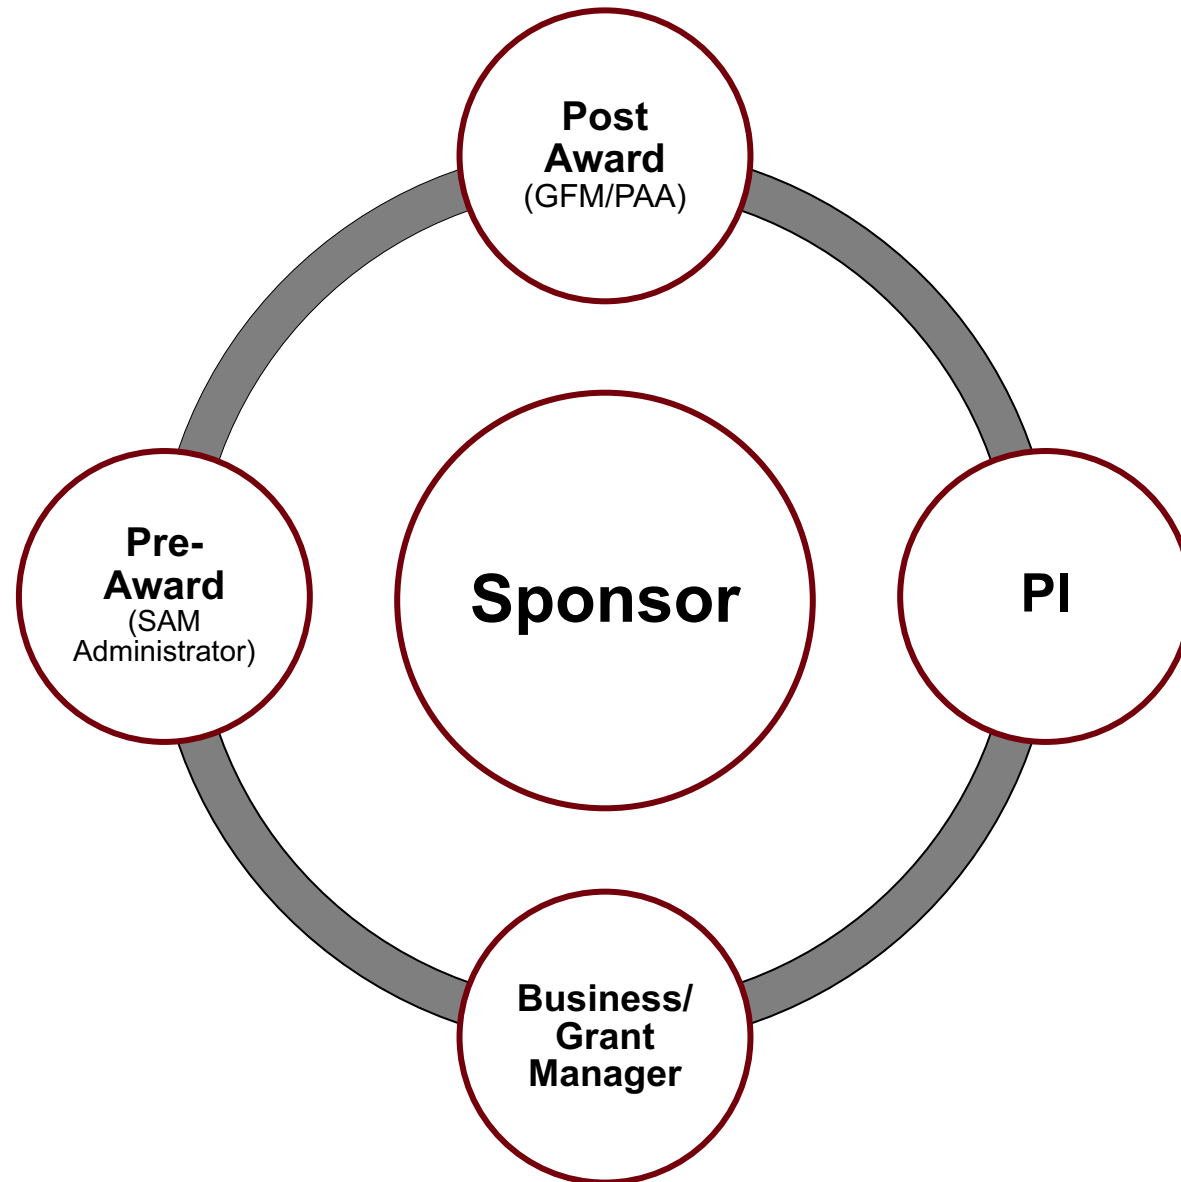 Post
Award
(GFM/PAA)
Pre-
Award
(SAM
Administrator)
Sponsor
PI
Business/
Grant
Manager